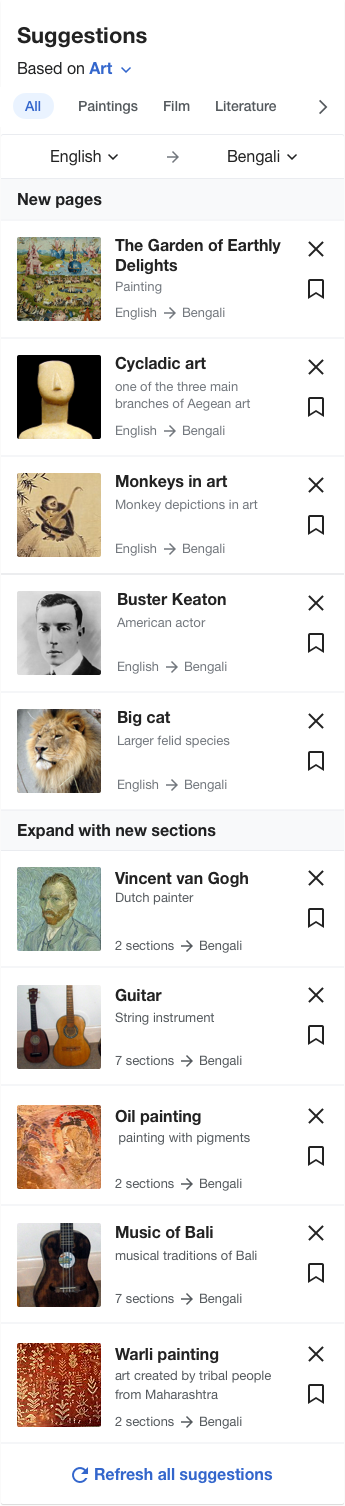 Suggestions
Based on Art
All Paintings Film Literature
English → Bengali
New pages
The Garden of Earthly
Delights
Painting
English → Bengali
Cycladic art
one of the three main
branches of Aegean art
English → Bengali
Monkeys in art
Monkey depictions in art
English → Bengali
Buster Keaton
American actor
English → Bengali
Big cat
Larger felid species
English → Bengali
Expand with new sections
Vincent van Gogh
Dutch painter
2 sections → Bengali
Guitar
String instrument
7 sections → Bengali
Oil painting
painting with pigments
2 sections → Bengali
Music of Bali
musical traditions of Bali
7 sections → Bengali
Warli painting
art created by tribal people
from Maharashtra
2 sections → Bengali
Refresh all suggestions